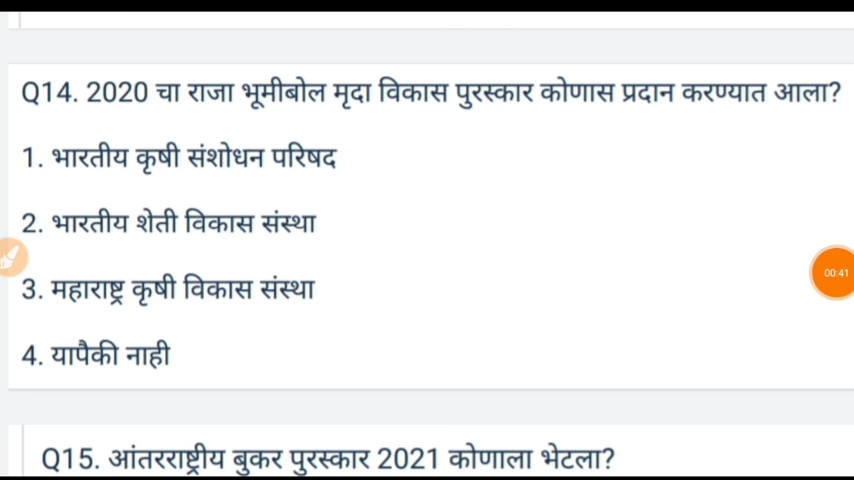 Q14. 2020 चा राजा भूमीबोल मृदा विकास पुरस्कार कोणास प्रदान करण्यात आला?
1. भारतीय कृषी संशोधन परिषद
2. भारतीय शेती विकास संस्था
00:41
3. महाराष्ट्र कृषी विकास संस्था
4. यापैकी नाही
Q15. आंतरराष्ट्रीय बुकर पुरस्कार 2021 कोणाला भेटला?